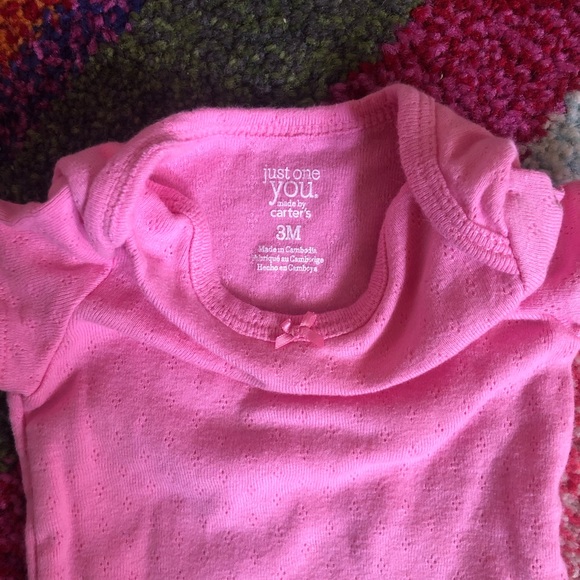 just one
you.
made by
carter's
3M
Made in Cambodia
Fabriqué au Cambodge
Hecho en Camboya